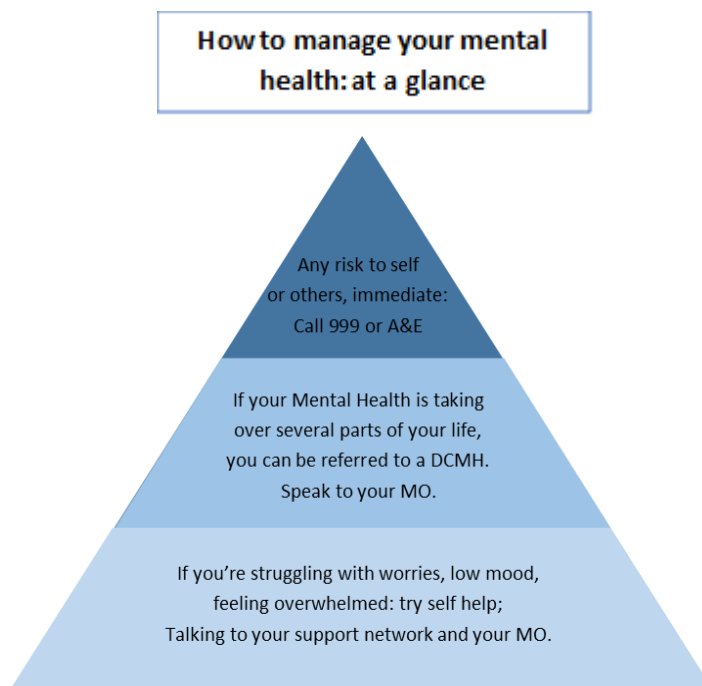 How to manage your mental
health: at a glance
Any risk to self
or others, immediate:
Call 999 or A&E
If your Mental Health is taking
over several parts of your life,
you can be referred to a DCMH.
Speak to your MO.
If you’re struggling with worries, low mood,
feeling overwhelmed: try self help;
Talking to your support network and your MO.